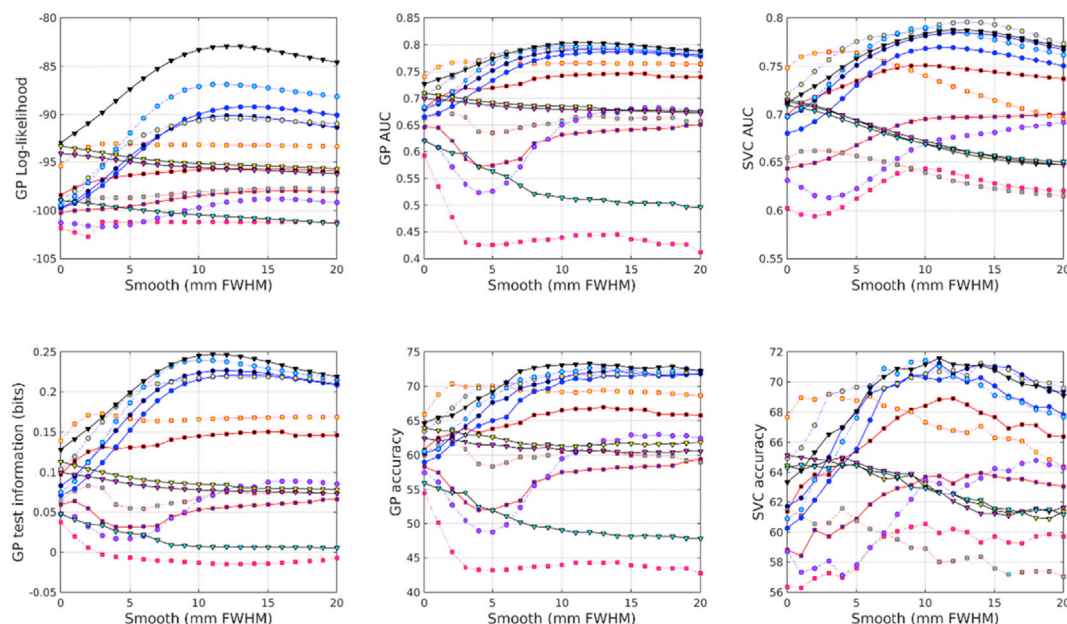 GP Log-likelihood
-80
-85
-90
-95
-100
-105
0 5 10 15 20
Smooth (mm FWHM)
GP AUC
0.85
0.8
0.75
0.7
0.65
0.6
0.55
0.5
0.45
0.4
0 5 10 15 20
Smooth (mm FWHM)
SVC AUC
0.8
0.75
0.7
0.65
0.6
0.55
0 5 10 15 20
Smooth (mm FWHM)
GP test information (bits)
0.25
0.2
0.15
0.1
0.05
0
-0.05
0 5 10 15 20
Smooth (mm FWHM)
GP accuracy
75
70
65
60
55
50
45
40
0 5 10 15 20
Smooth (mm FWHM)
SVC accuracy
72
70
68
66
64
62
60
58
56
0 5 10 15 20
Smooth (mm FWHM)